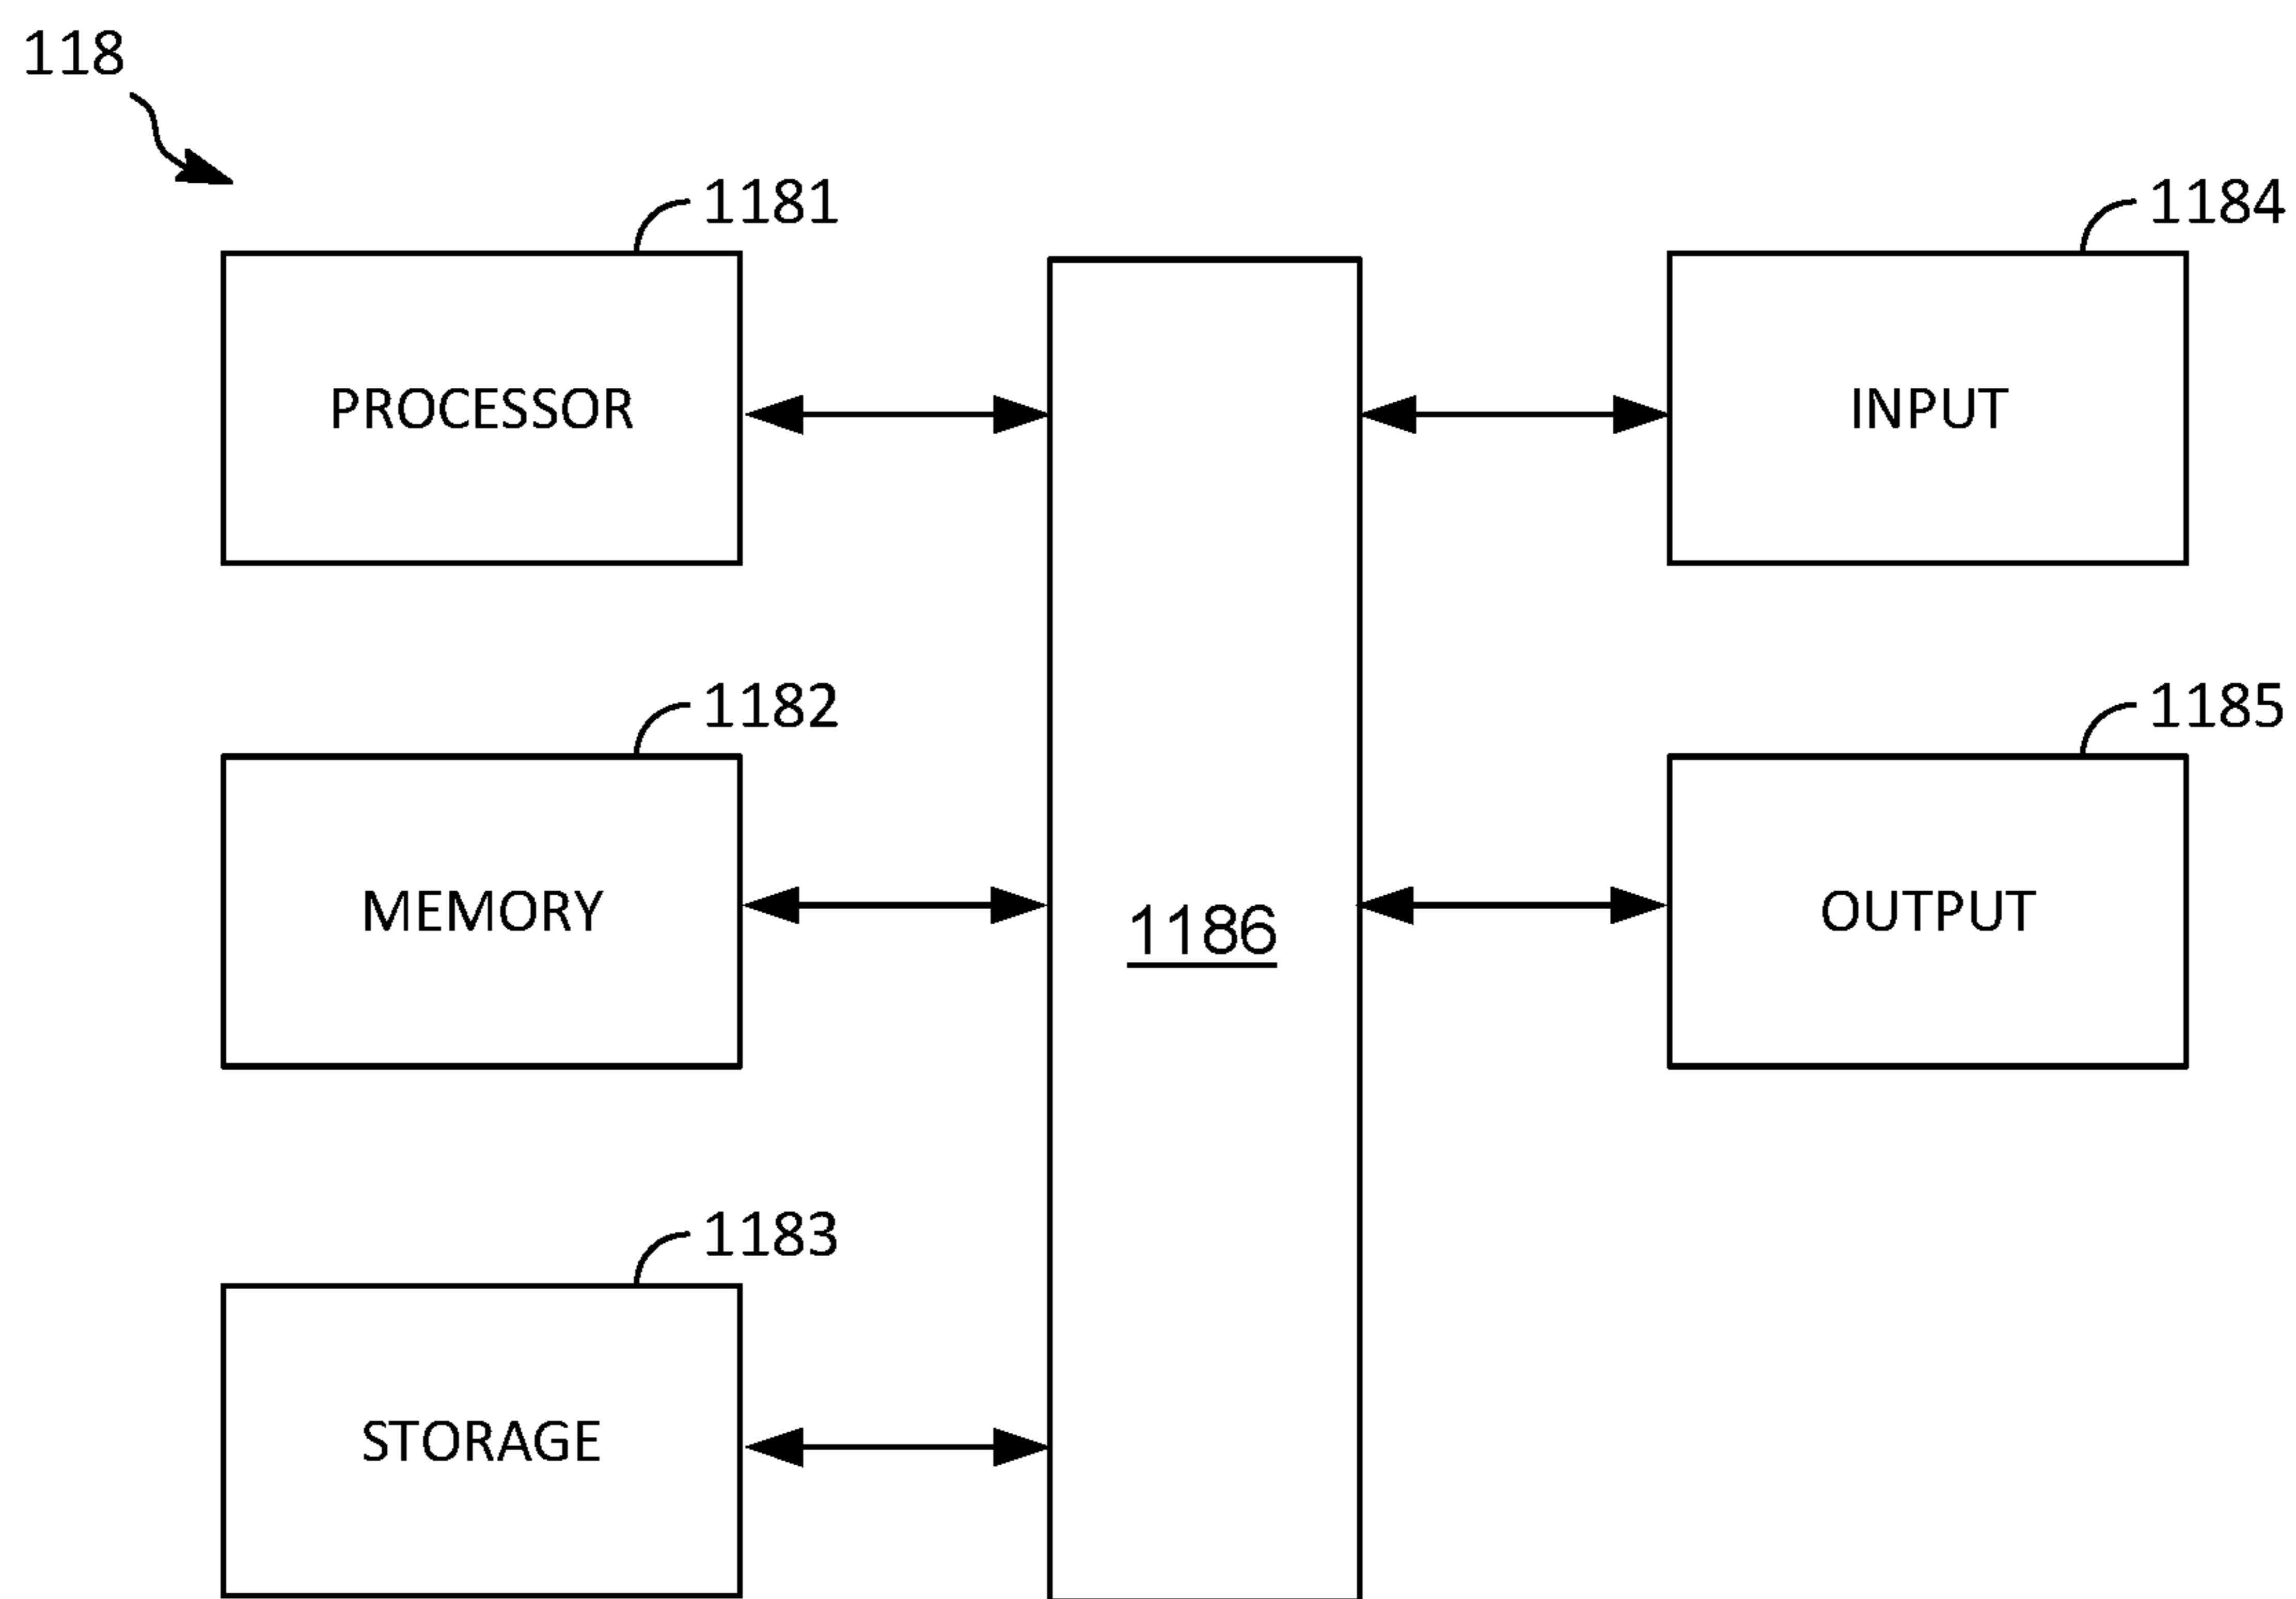 118
1181
1184
PROCESSOR
INPUT
1182
1185
MEMORY
1186
OUTPUT
1183
STORAGE